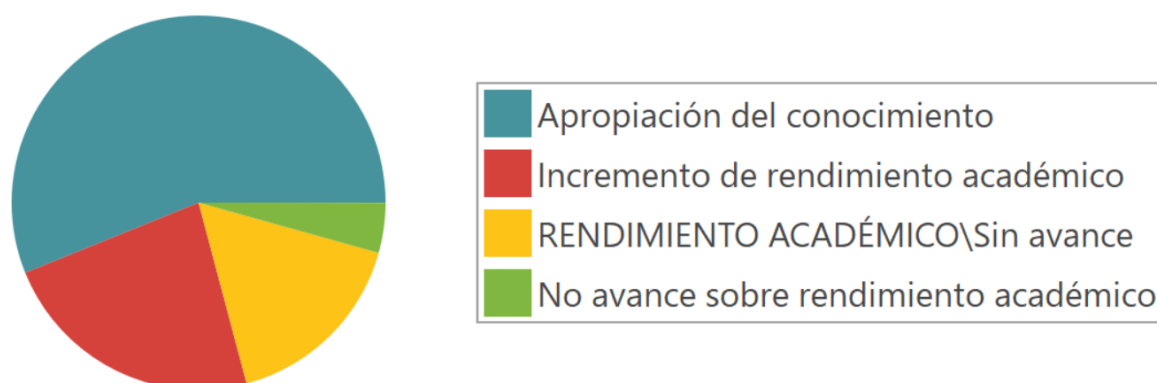 Apropiación del conocimiento
Incremento de rendimiento académico
RENDIMIENTO ACADÉMICO\Sin avance
No avance sobre rendimiento académico